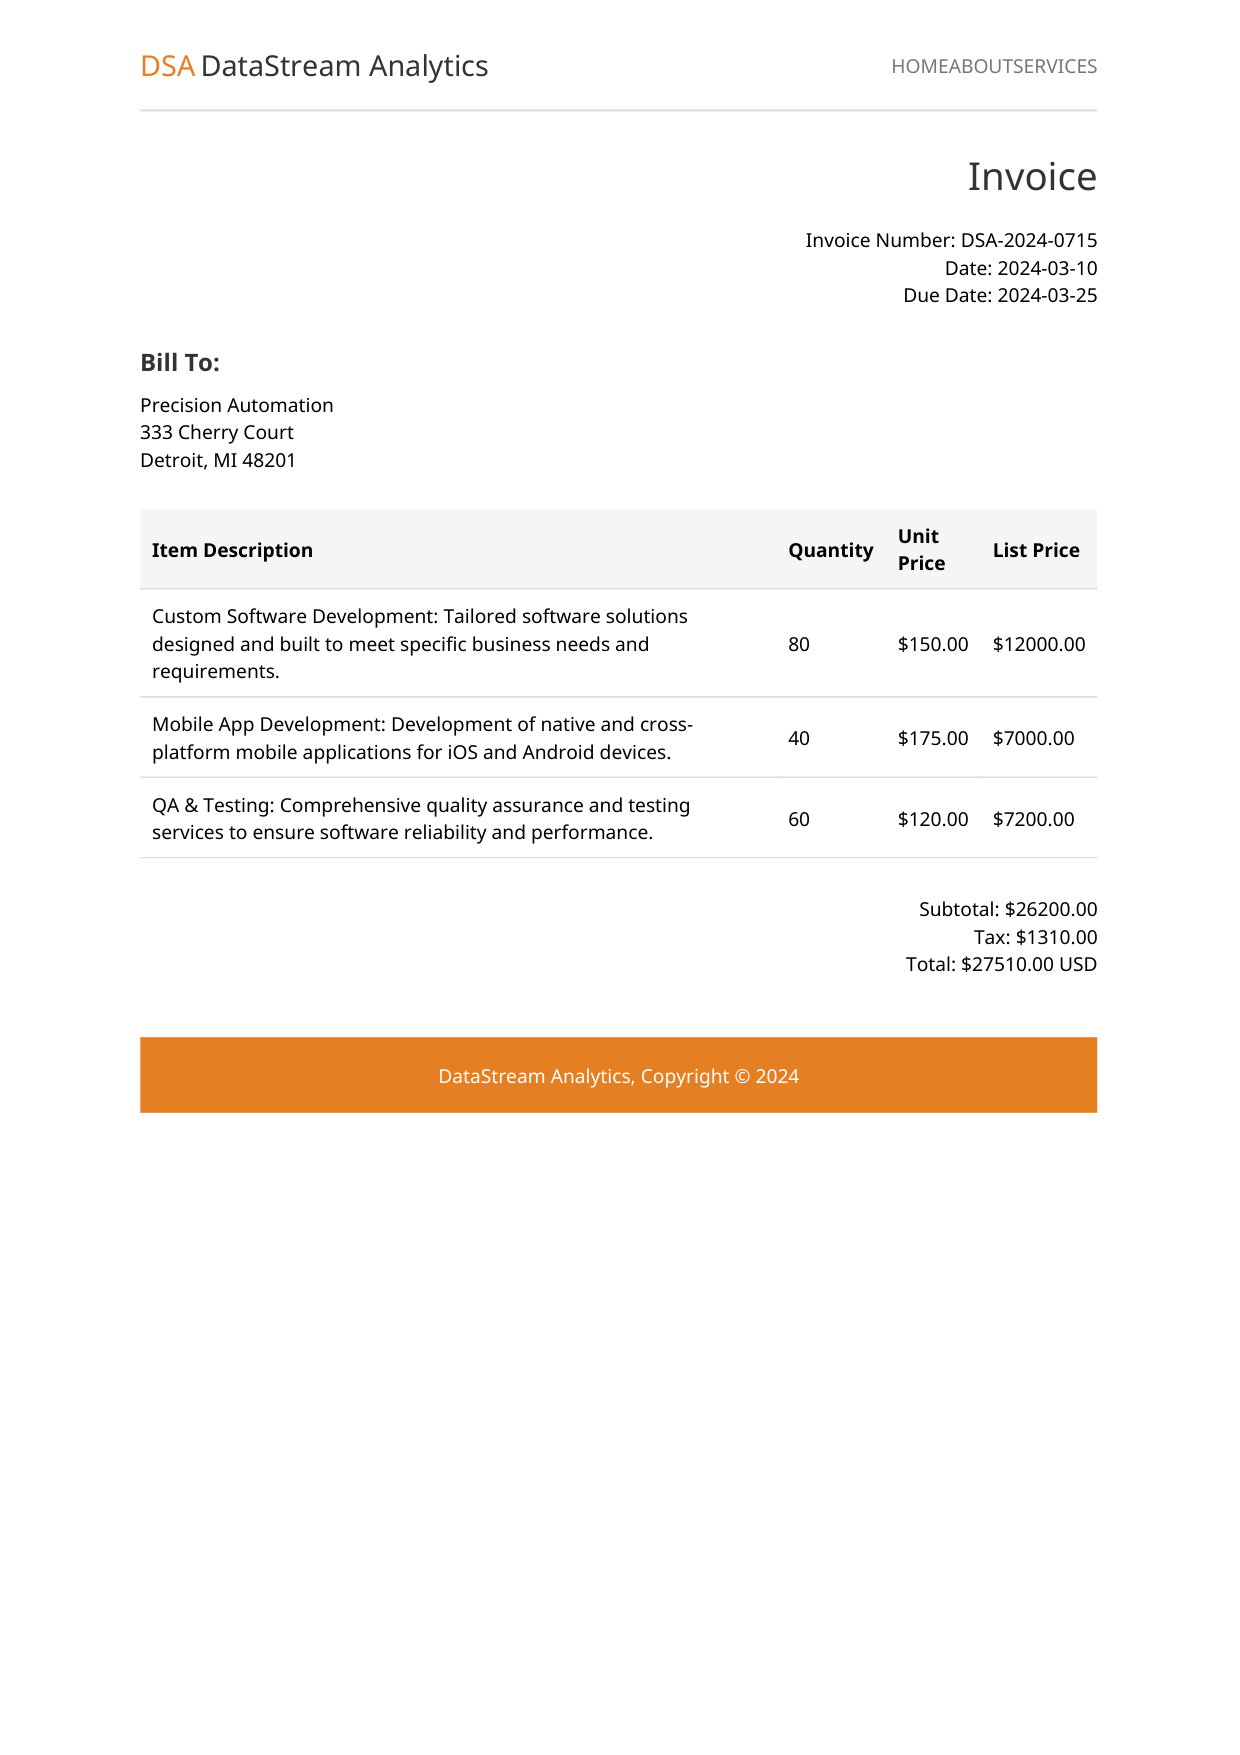 DSA DataStream Analytics
HOMEABOUTSERVICES
Invoice
Invoice Number: DSA-2024-0715
Date: 2024-03-10
Due Date: 2024-03-25
Bill To:
Precision Automation
333 Cherry Court
Detroit, MI 48201
Item Description Quantity Unit Price List Price
Custom Software Development: Tailored software solutions
designed and built to meet specific business needs and
requirements.
80 $150.00 $12000.00
Mobile App Development: Development of native and cross-
platform mobile applications for iOS and Android devices.
40 $175.00 $7000.00
QA & Testing: Comprehensive quality assurance and testing
services to ensure software reliability and performance.
60 $120.00 $7200.00
Subtotal: $26200.00
Tax: $1310.00
Total: $27510.00 USD
DataStream Analytics, Copyright © 2024